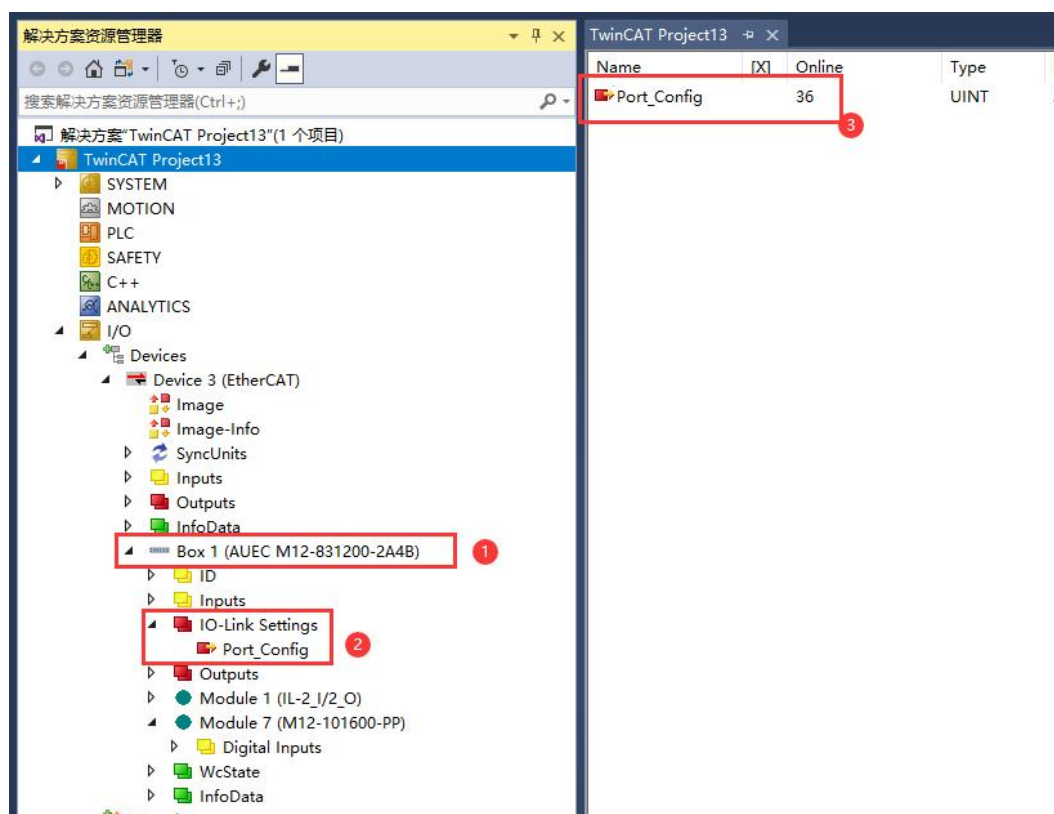 解决方案资源管理器
搜索解决方案资源管理器(Ctrl+;)
解决方案"TwinCAT Project13"(1 个项目)
TwinCAT Project13
SYSTEM
MOTION
PLC
SAFETY
C++
ANALYTICS
I/O
Devices
Device 3 (EtherCAT)
Image
Image-Info
SyncUnits
Inputs
Outputs
InfoData
Box 1 (AUEC M12-831200-2A4B)
1
ID
Inputs
IO-Link Settings
Port_Config
2
Outputs
Module 1 (IL-2_I/2_O)
Module 7 (M12-101600-PP)
Digital Inputs
WcState
InfoData
TwinCAT Project13
Name [X] Online Type
Port_Config 36 UINT
3